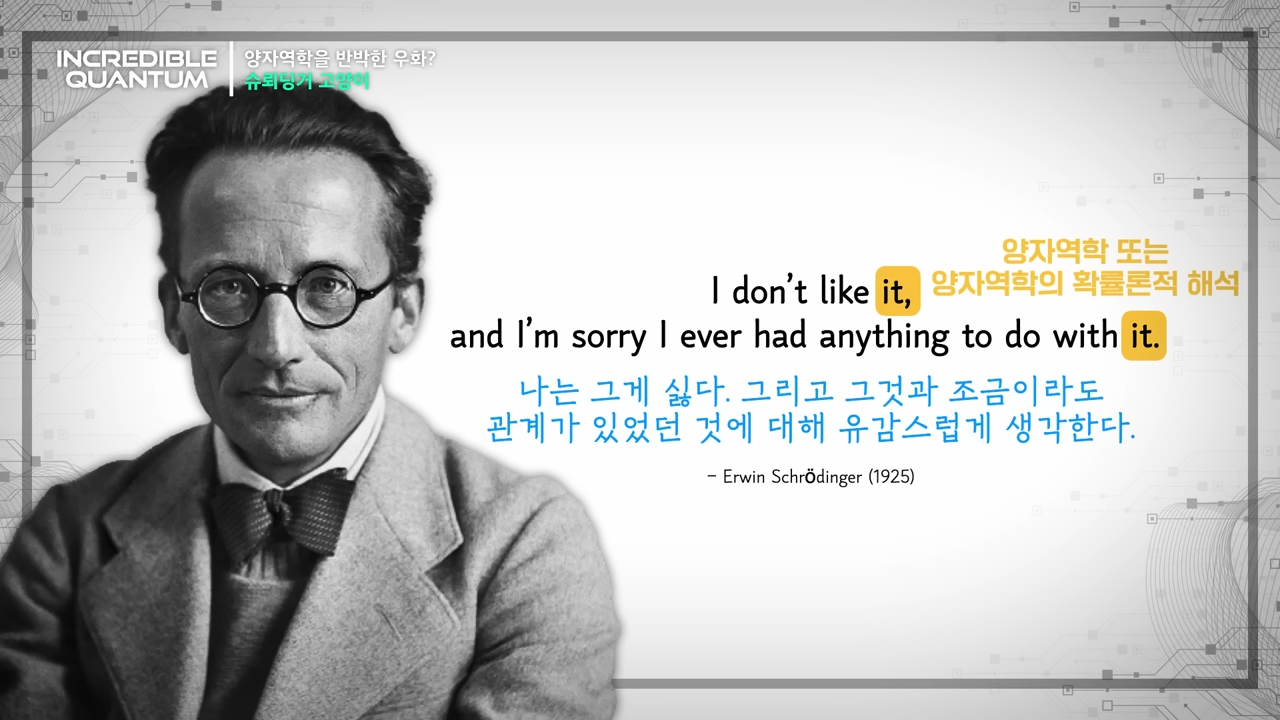 INCREDIBLE
QUANTUM
양자역학을 반박한 우화?
슈뢰딩거 고양이
양자역학 또는
양자역학의 확률론적 해석
I don't like it,
and I'm sorry I ever had anything to do with it.
나는 그게 싫다. 그리고 그것과 조금이라도
관계가 있었던 것에 대해 유감스럽게 생각한다.
– Erwin Schrödinger (1925)